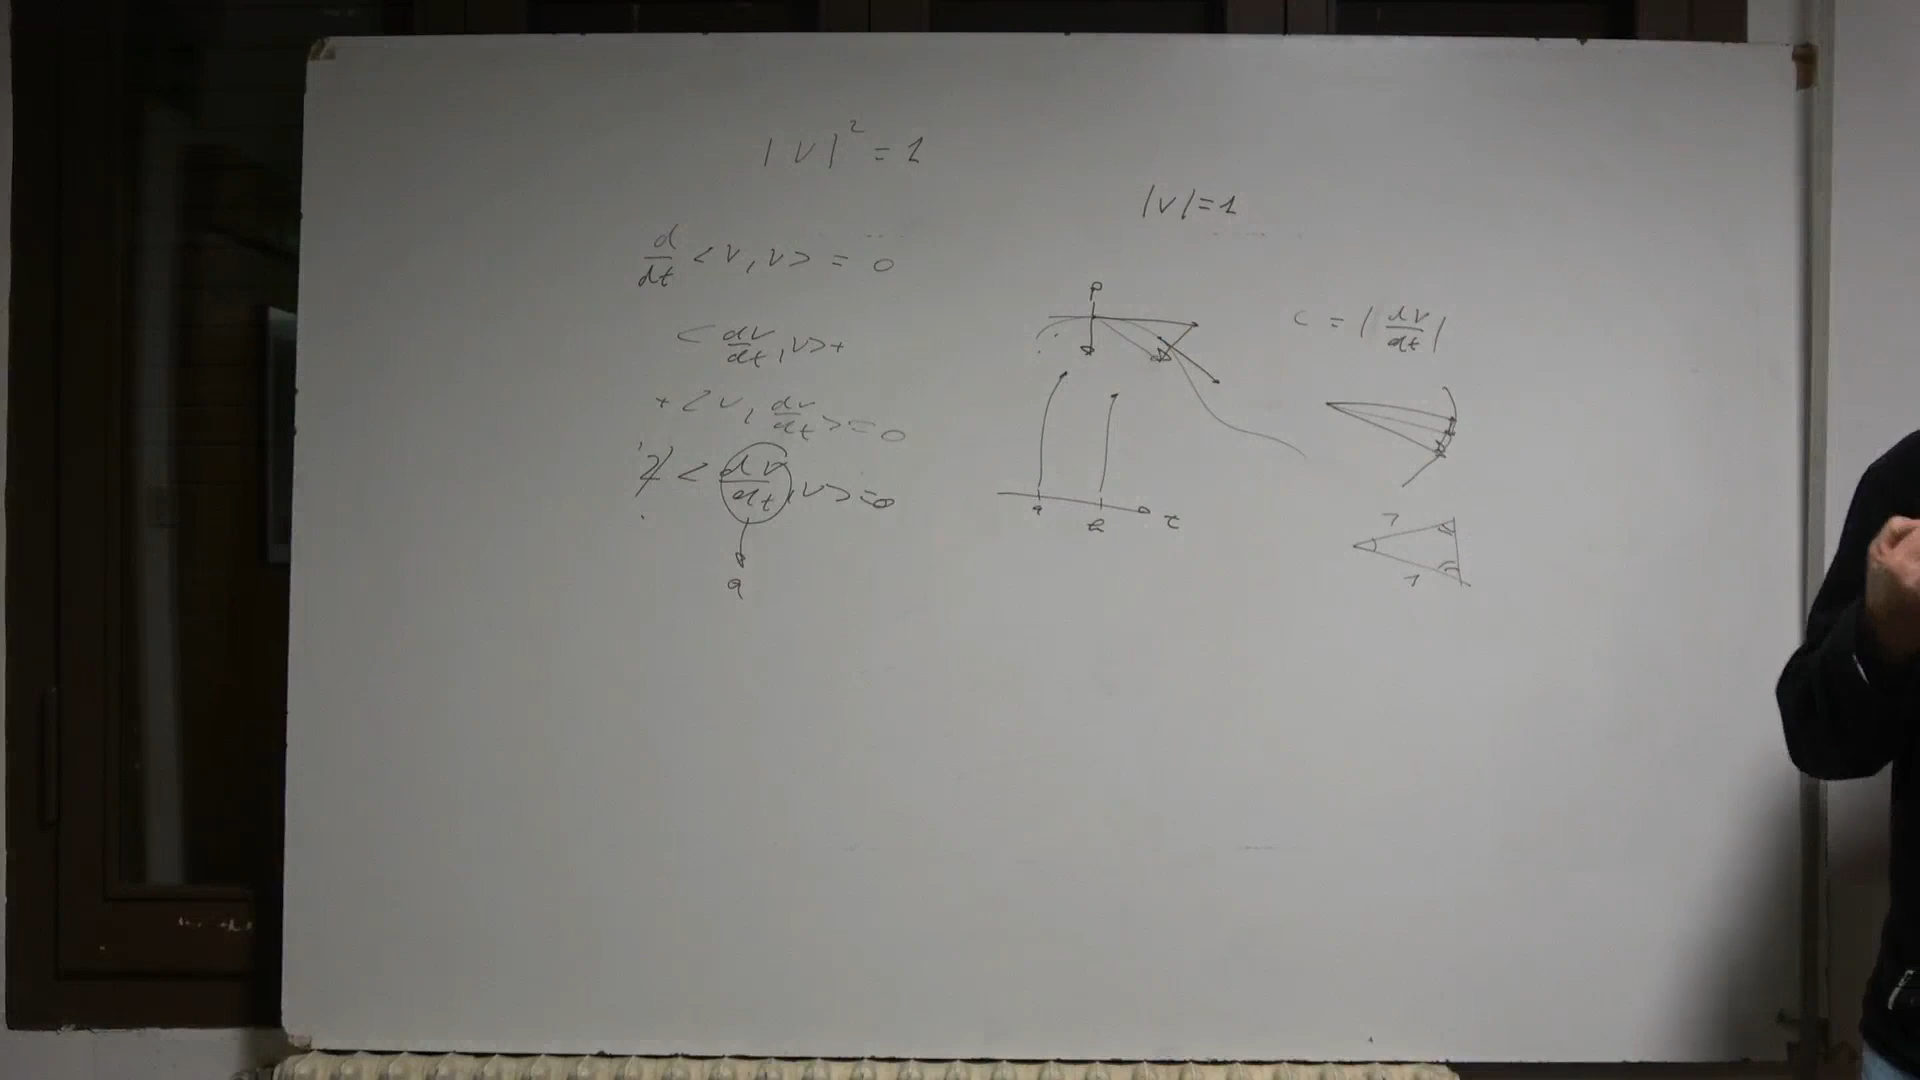 |v|² = 1
d/dt <v, v> = 0
< dv/dt, v> +
+ <v, dv/dt> = 0
2 < dv/dt, v> = 0
a
|v| = 1
P
c = | dv/dt |
a
t
1
1